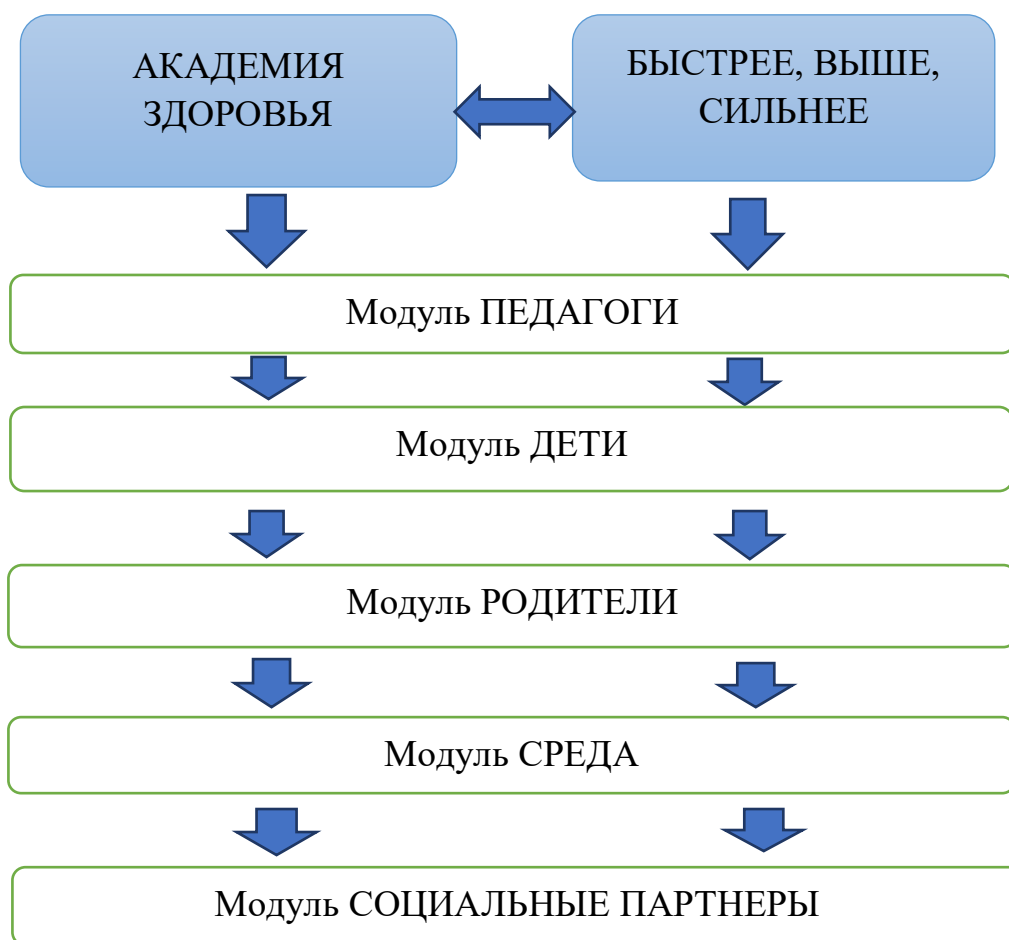 АКАДЕМИЯ
ЗДОРОВЬЯ
БЫСТРЕЕ, ВЫШЕ,
СИЛЬНЕЕ
Модуль ПЕДАГОГИ
Модуль ДЕТИ
Модуль РОДИТЕЛИ
Модуль СРЕДА
Модуль СОЦИАЛЬНЫЕ ПАРТНЕРЫ